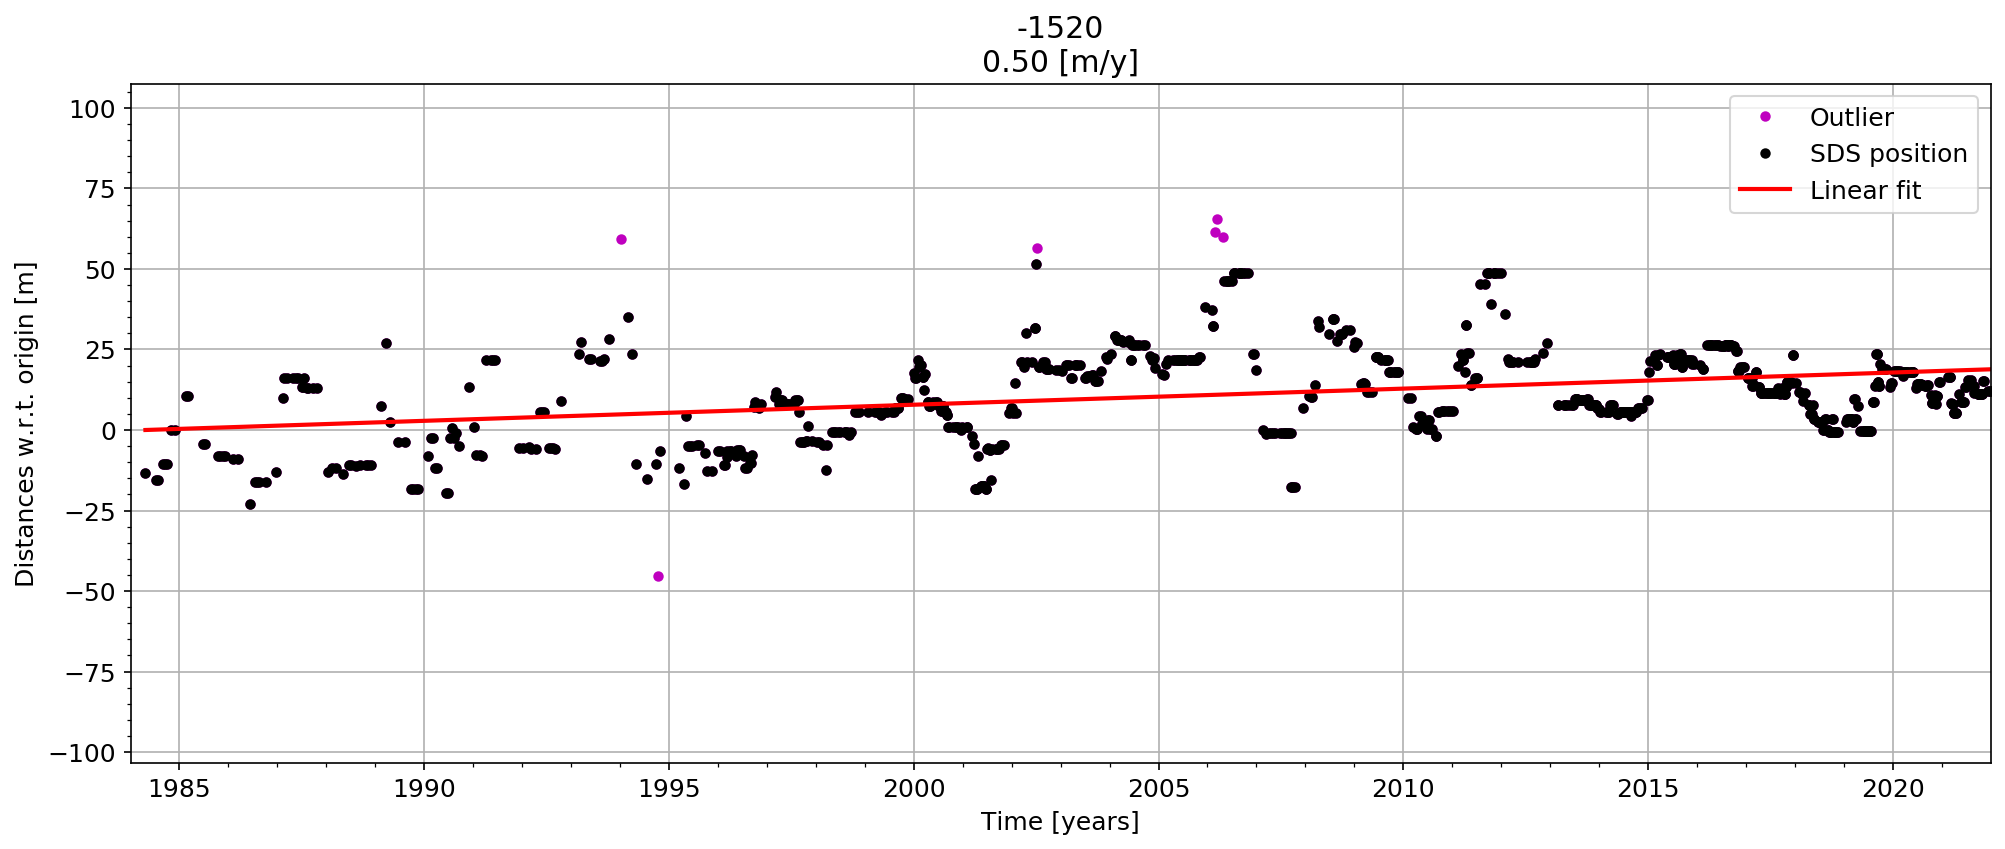 -1520
0.50 [m/y]
Outlier
SDS position
Linear fit
Distances w.r.t. origin [m]
100
75
50
25
0
−25
−50
−75
−100
1985 1990 1995 2000 2005 2010 2015 2020
Time [years]